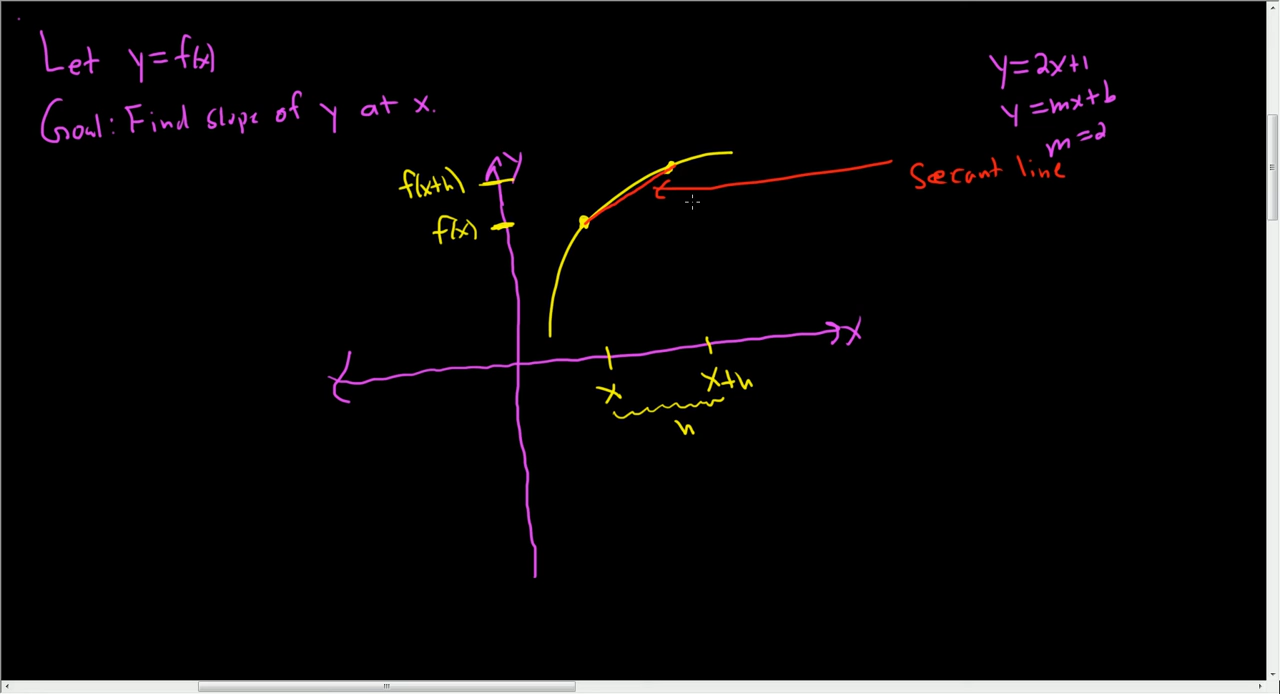 Let y=f(x)
Goal: Find slope of y at x.
y=2x+1
y=mx+b
m=2
Secant line
y
f(x+h)
f(x)
x
x
x+h
h